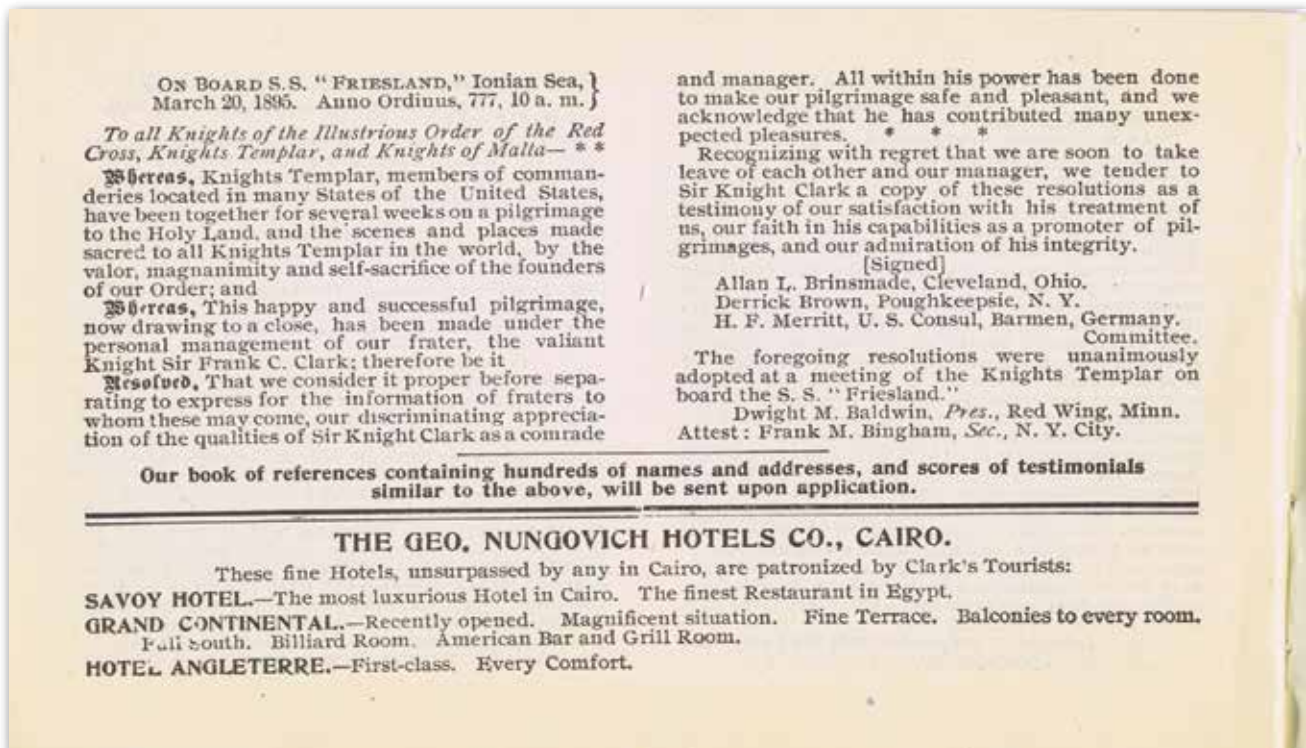 ON BOARD S.S. "FRIESLAND," Ionian Sea, }
March 20, 1895. Anno Ordinus, 777, 10 a. m. }
To all Knights of the Illustrious Order of the Red
Cross, Knights Templar, and Knights of Malta— * *
Whereas, Knights Templar, members of comman-
deries located in many States of the United States,
have been together for several weeks on a pilgrimage
to the Holy Land, and the scenes and places made
sacred to all Knights Templar in the world, by the
valor, magnanimity and self-sacrifice of the founders
of our Order; and
Whereas, This happy and successful pilgrimage,
now drawing to a close, has been made under the
personal management of our frater, the valiant
Knight Sir Frank C. Clark; therefore be it
Resolved, That we consider it proper before sepa-
rating to express for the information of fraters to
whom these may come, our discriminating apprecia-
tion of the qualities of Sir Knight Clark as a comrade
and manager. All within his power has been done
to make our pilgrimage safe and pleasant, and we
acknowledge that he has contributed many unex-
pected pleasures. * * *
Recognizing with regret that we are soon to take
leave of each other and our manager, we tender to
Sir Knight Clark a copy of these resolutions as a
testimony of our satisfaction with his treatment of
us, our faith in his capabilities as a promoter of pil-
grimages, and our admiration of his integrity.
[Signed]
Allan L. Brinsmade, Cleveland, Ohio.
Derrick Brown, Poughkeepsie, N. Y.
H. F. Merritt, U. S. Consul, Barmen, Germany.
Committee.
The foregoing resolutions were unanimously
adopted at a meeting of the Knights Templar on
board the S. S. "Friesland."
Dwight M. Baldwin, Pres., Red Wing, Minn.
Attest: Frank M. Bingham, Sec., N. Y. City.
Our book of references containing hundreds of names and addresses, and scores of testimonials
similar to the above, will be sent upon application.
THE GEO. NUNGOVICH HOTELS CO., CAIRO.
These fine Hotels, unsurpassed by any in Cairo, are patronized by Clark's Tourists:
SAVOY HOTEL.—The most luxurious Hotel in Cairo. The finest Restaurant in Egypt.
GRAND CONTINENTAL.—Recently opened. Magnificent situation. Fine Terrace. Balconies to every room.
Full South. Billiard Room. American Bar and Grill Room.
HOTEL ANGLETERRE.—First-class. Every Comfort.